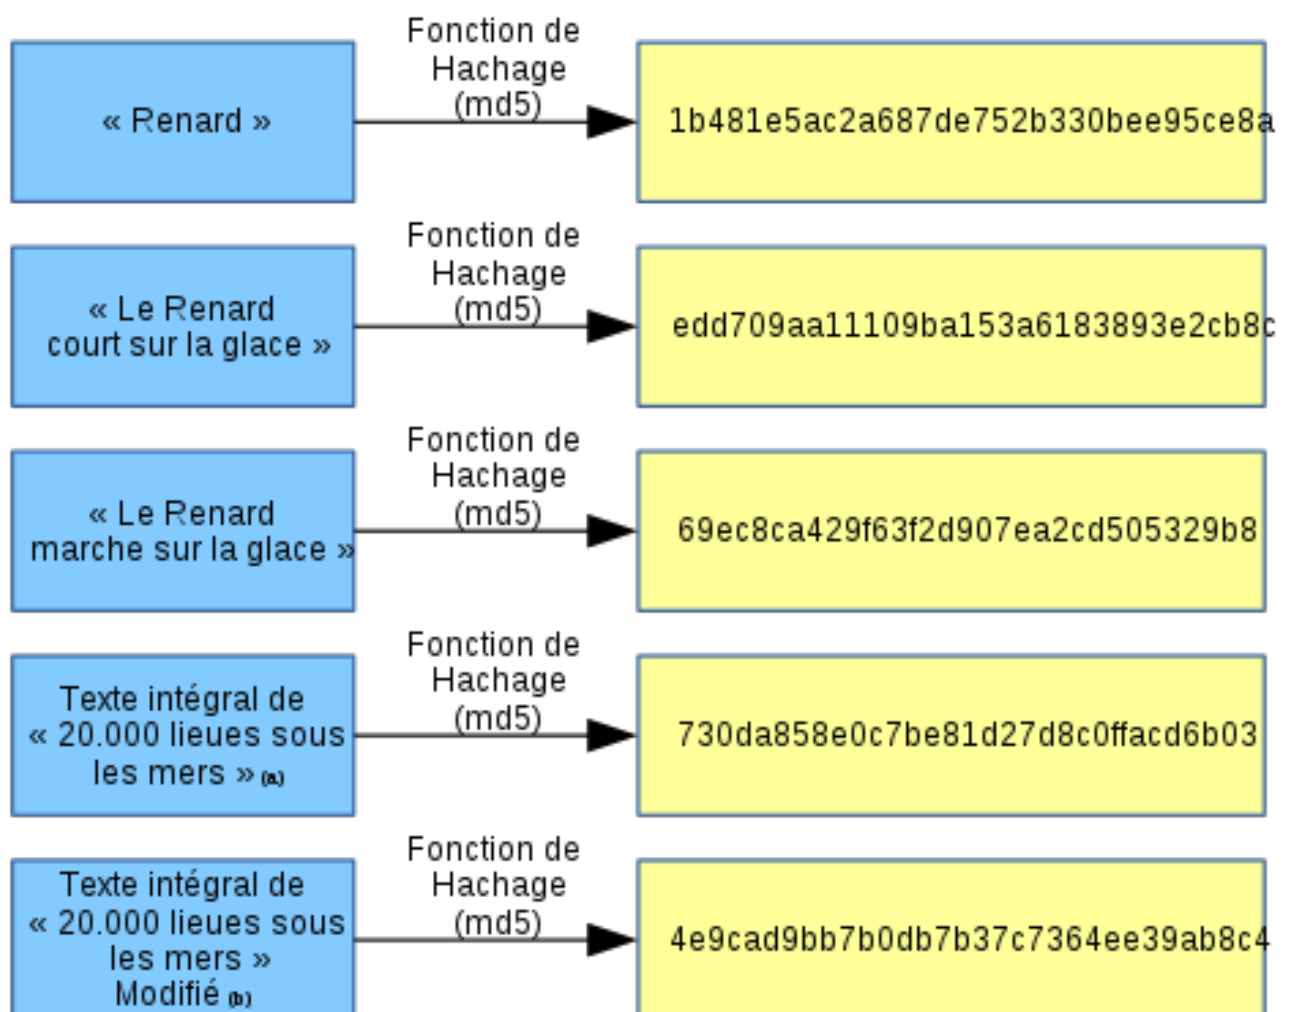 Fonction de
Hachage
(md5)
« Renard »
1b481e5ac2a687de752b330bee95ce8a
Fonction de
Hachage
(md5)
« Le Renard
court sur la glace »
edd709aa11109ba153a6183893e2cb8c
Fonction de
Hachage
(md5)
« Le Renard
marche sur la glace »
69ec8ca429f63f2d907ea2cd505329b8
Fonction de
Hachage
(md5)
Texte intégral de
« 20.000 lieues sous
les mers » (a)
730da858e0c7be81d27d8c0ffacd6b03
Fonction de
Hachage
(md5)
Texte intégral de
« 20.000 lieues sous
les mers »
Modifié (b)
4e9cad9bb7b0db7b37c7364ee39ab8c4